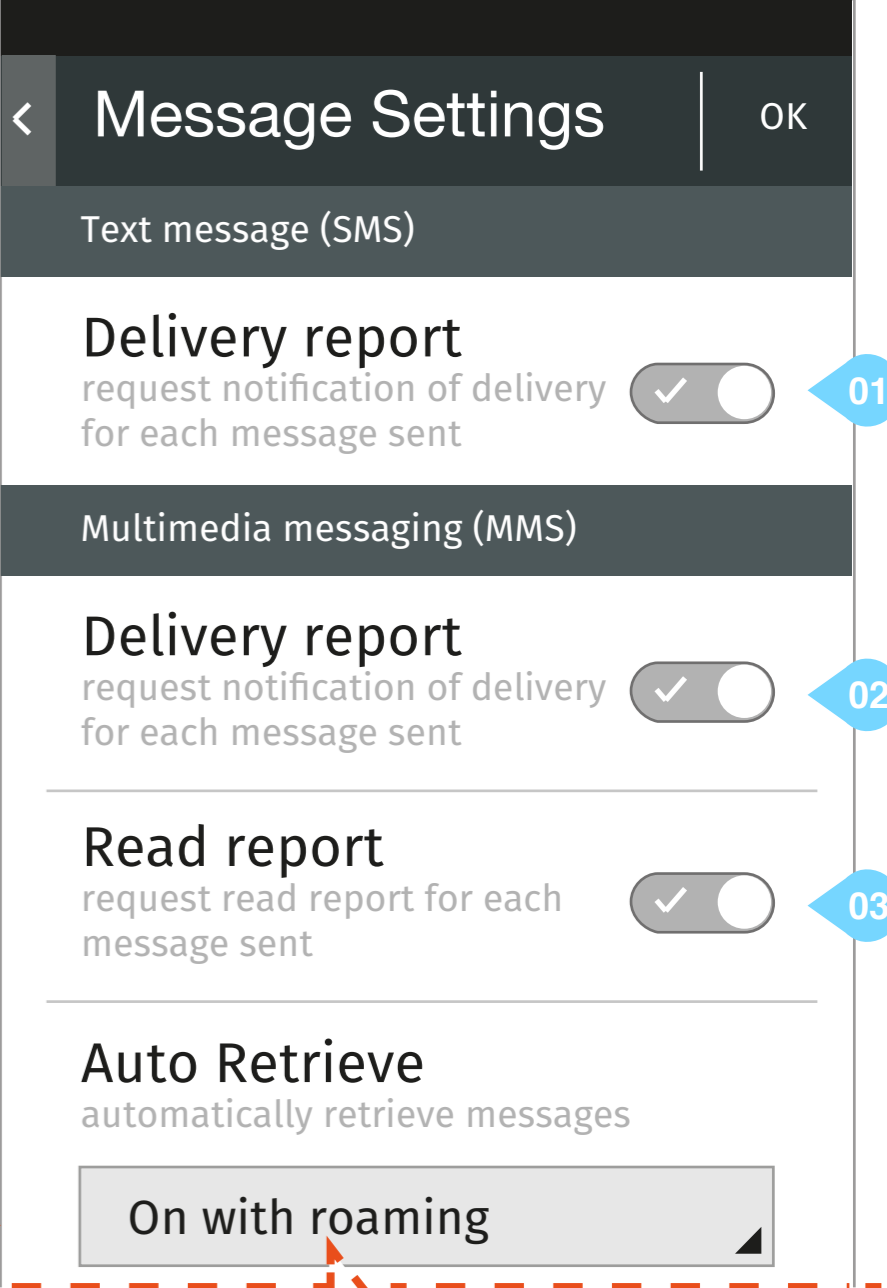 Message Settings
OK
Text message (SMS)
Delivery report
request notification of delivery
for each message sent
01
Multimedia messaging (MMS)
Delivery report
request notification of delivery
for each message sent
02
Read report
request read report for each
message sent
03
Auto Retrieve
automatically retrieve messages
On with roaming